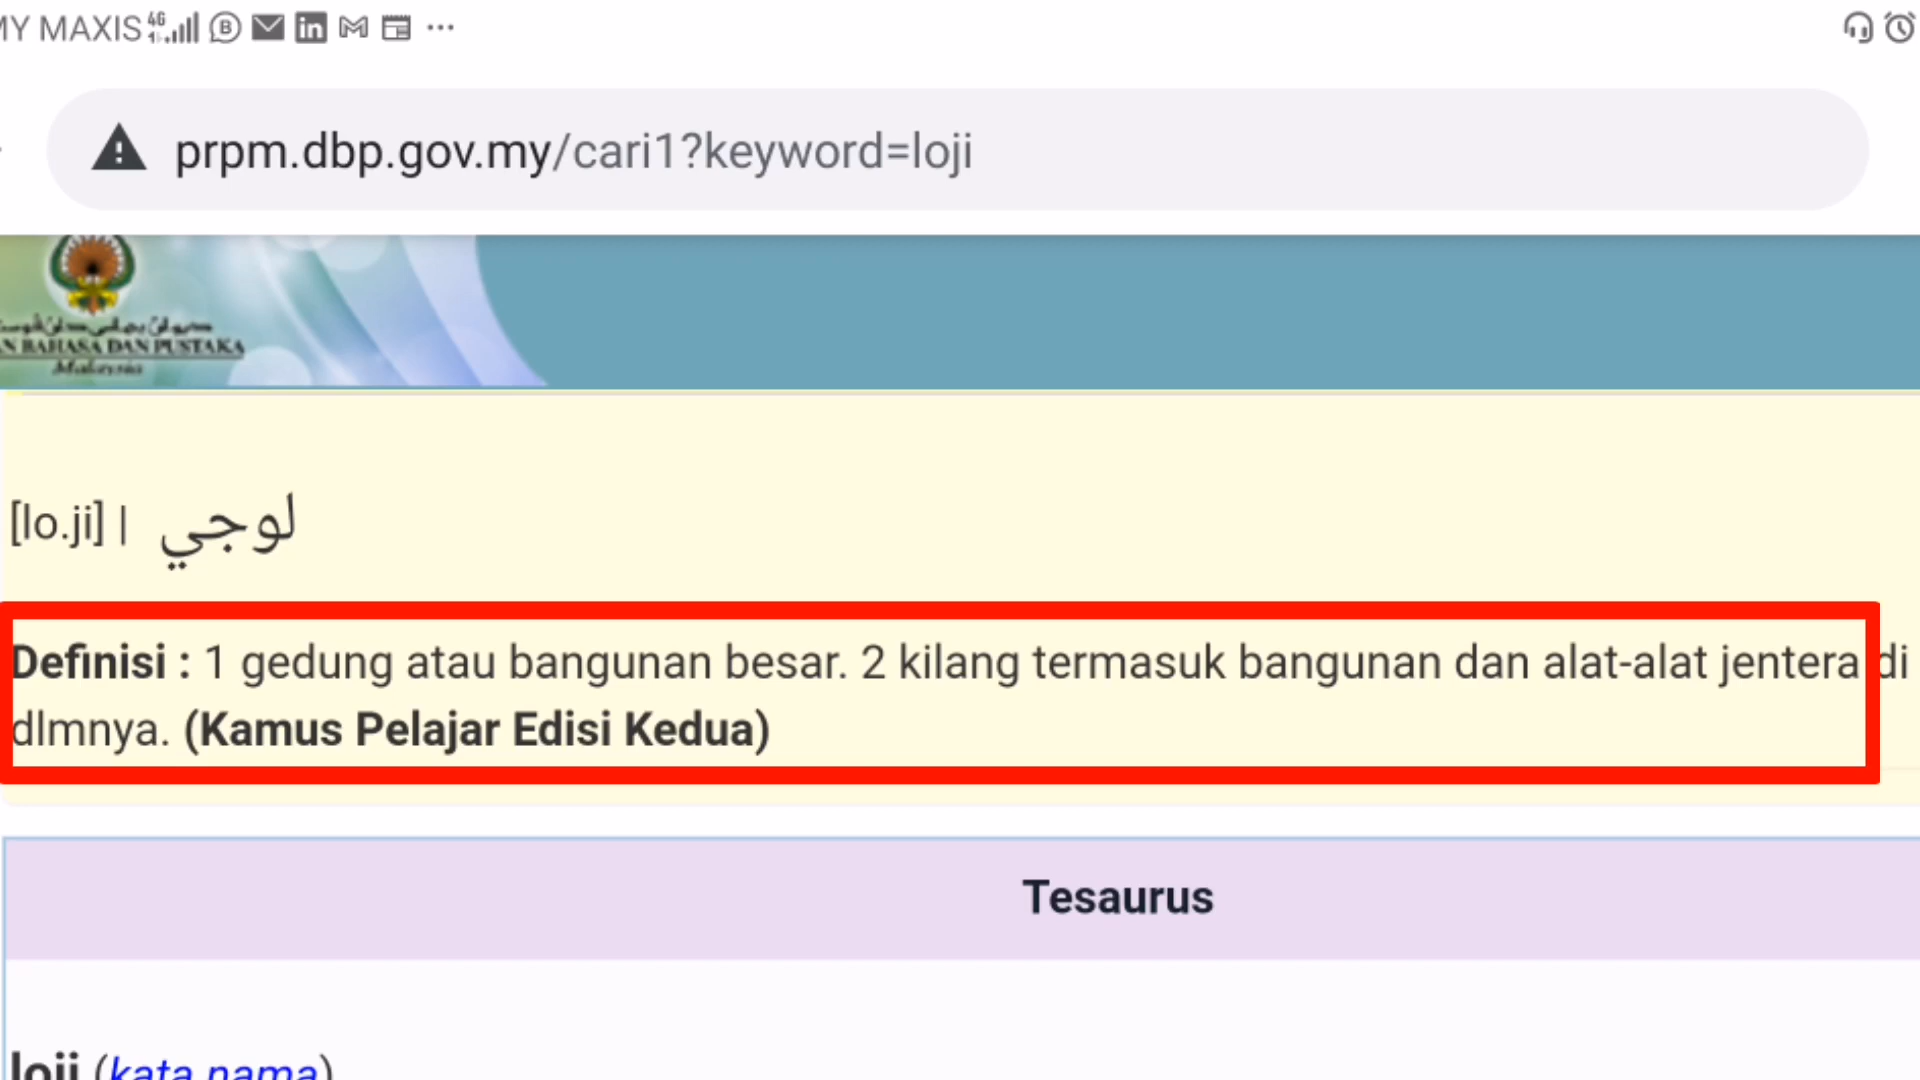 MY MAXIS 4G
prpm.dbp.gov.my/cari1?keyword=loji
BAHASA DAN PUSTAKA
Malaysia
[lo.ji] | لوجي
Definisi : 1 gedung atau bangunan besar. 2 kilang termasuk bangunan dan alat-alat jentera di
dlmnya. (Kamus Pelajar Edisi Kedua)
Tesaurus
loji (kata nama)